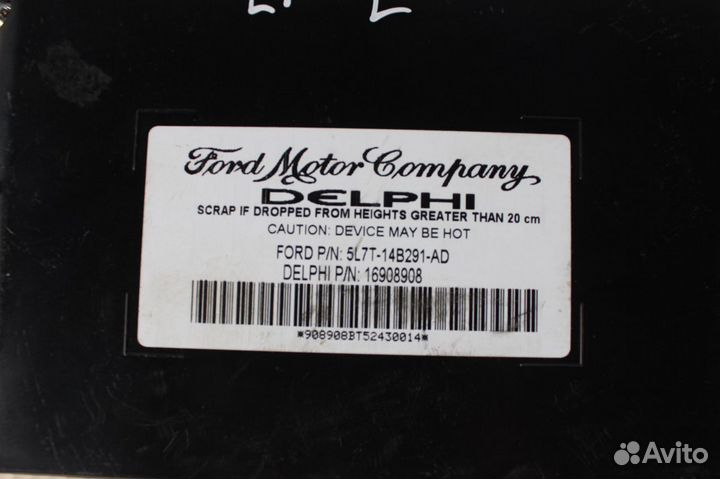 Ford Motor Company
DELPHI
SCRAP IF DROPPED FROM HEIGHTS GREATER THAN 20 cm
CAUTION: DEVICE MAY BE HOT
FORD P/N: 5L7T-14B291-AD
DELPHI P/N: 16908908
*908908BT52430014*
Avito